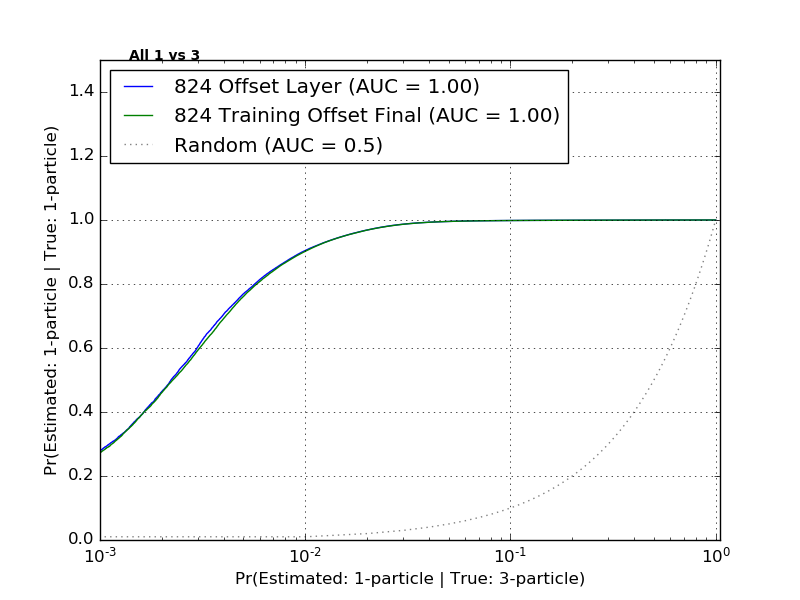 All 1 vs 3
824 Offset Layer (AUC = 1.00)
824 Training Offset Final (AUC = 1.00)
Random (AUC = 0.5)
Pr(Estimated: 1-particle | True: 1-particle)
1.4
1.2
1.0
0.8
0.6
0.4
0.2
0.0
10⁻³ 10⁻² 10⁻¹ 10⁰
Pr(Estimated: 1-particle | True: 3-particle)